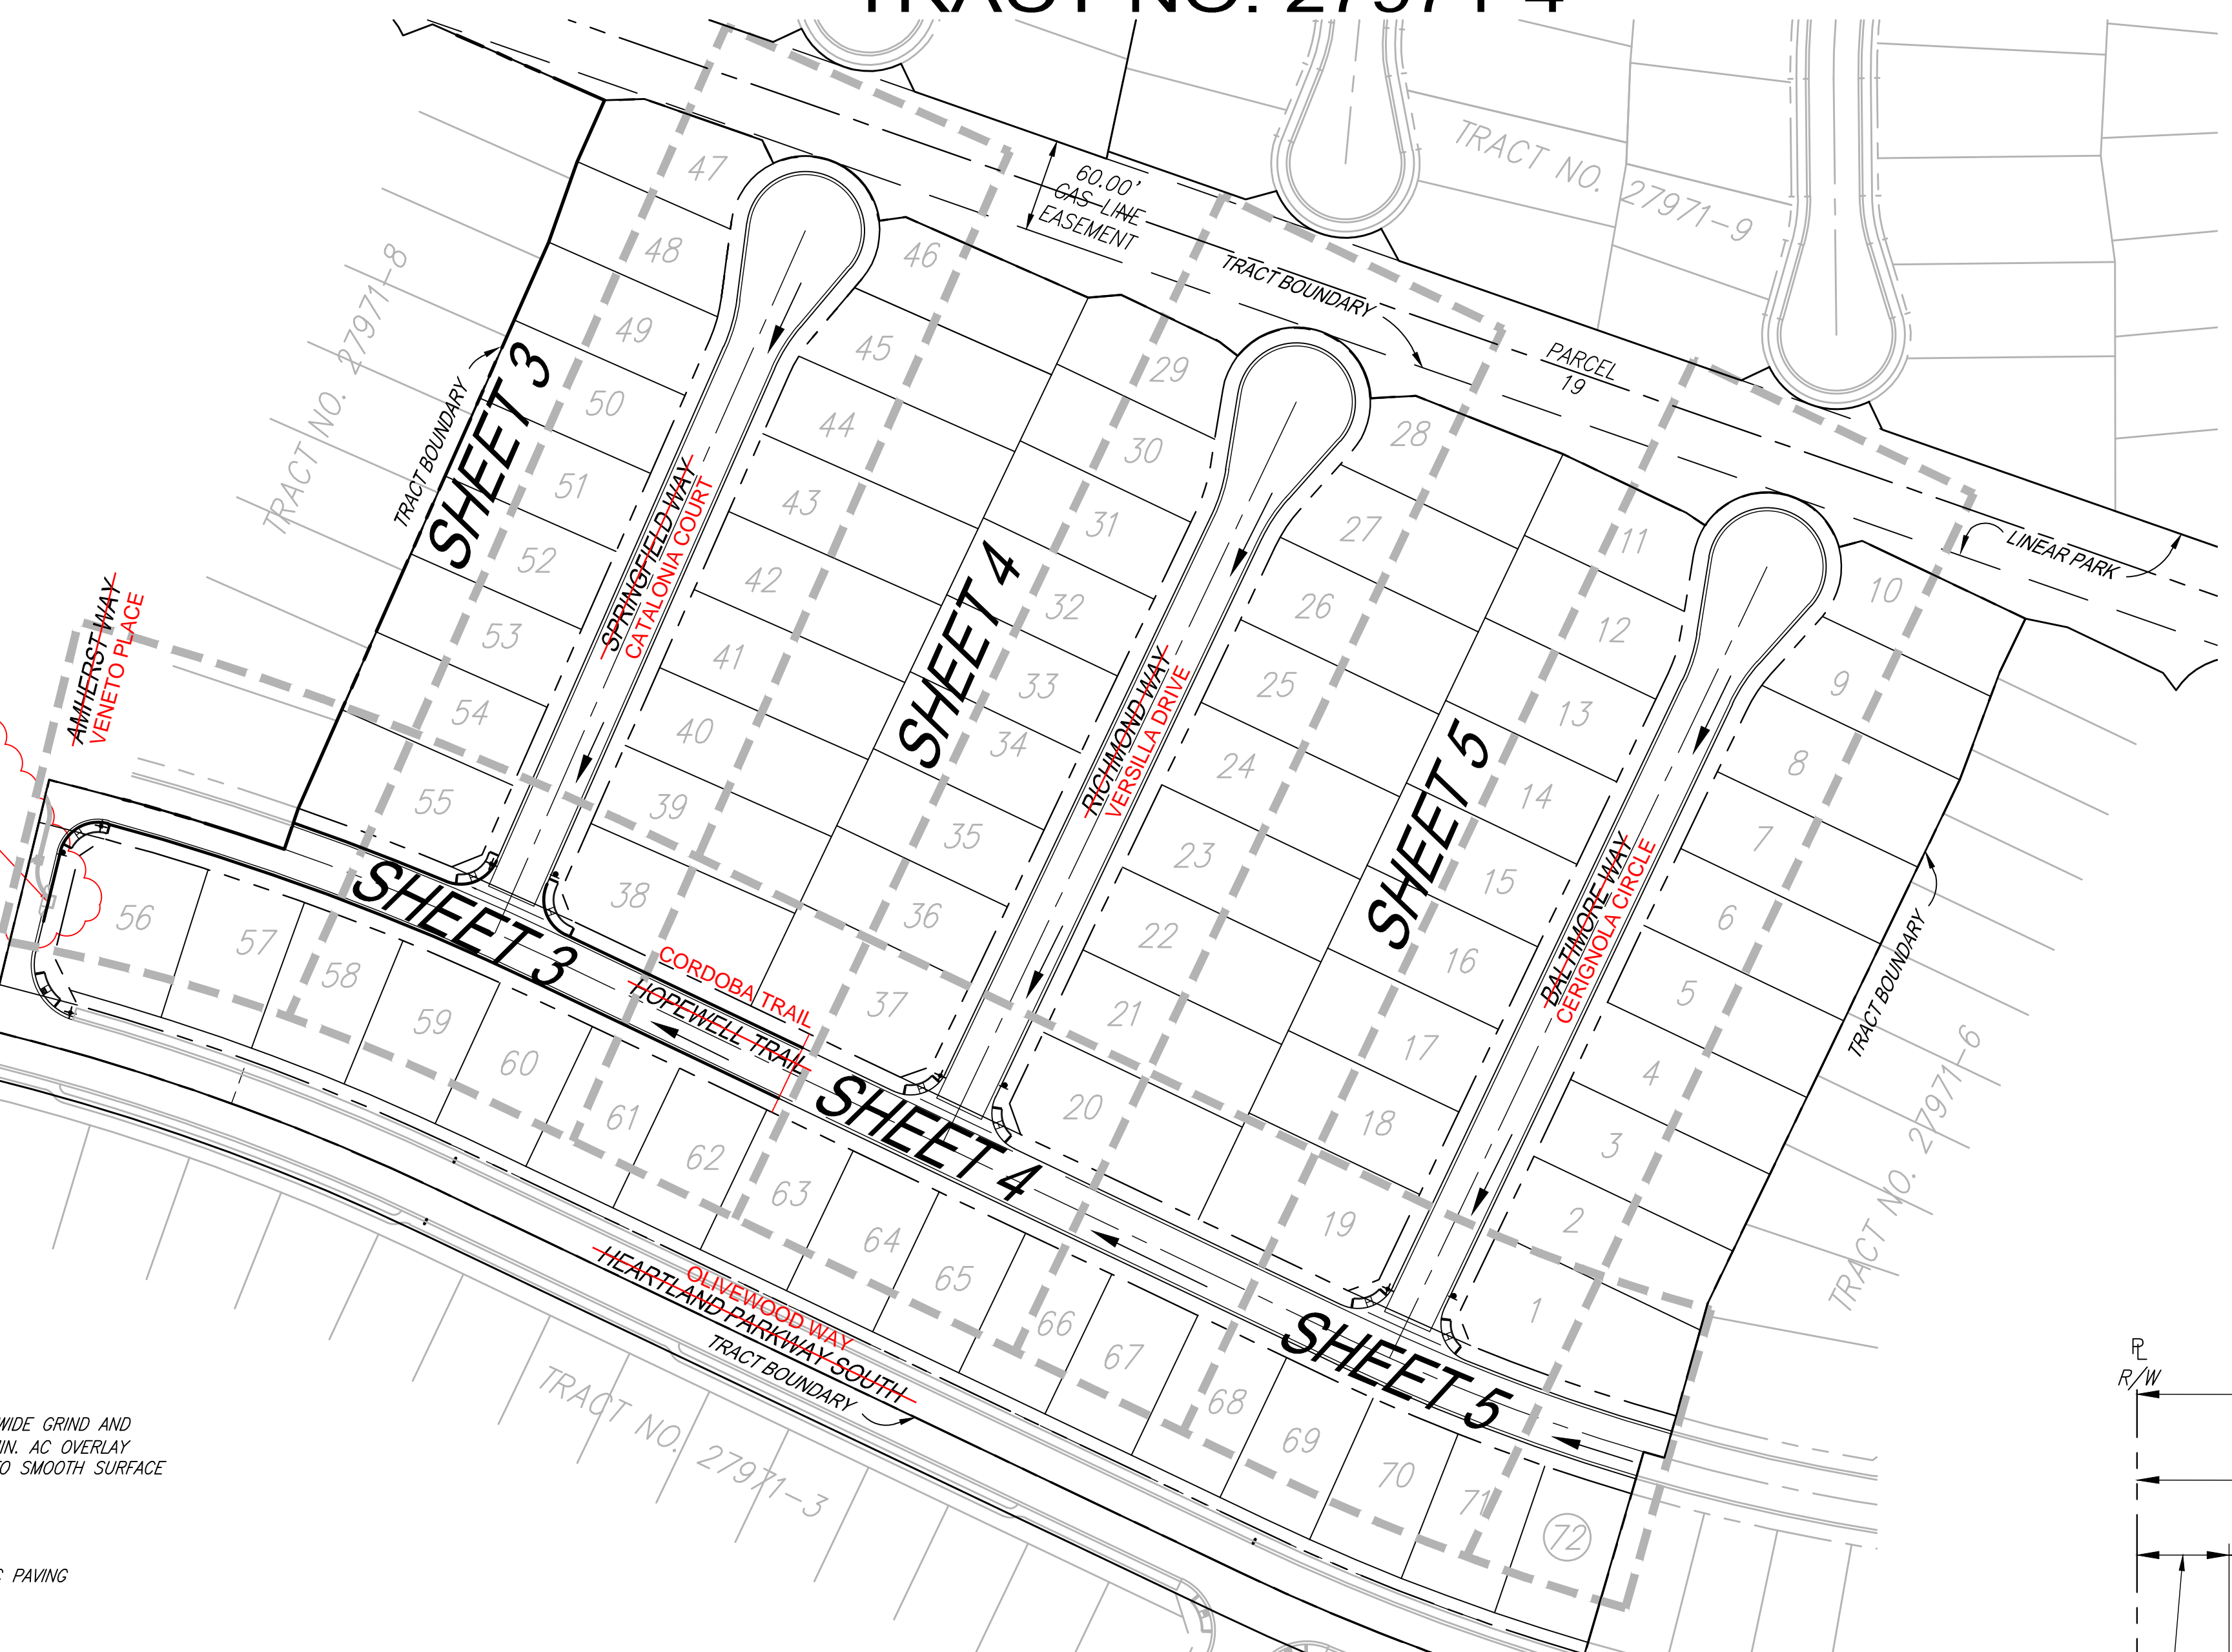 TRACT NO. 27971-4
47
48
49
50
51
52
53
54
55
46
45
44
43
42
41
40
39
38
29
30
31
32
33
34
35
36
37
28
27
26
25
24
23
22
21
20
11
12
13
14
15
16
17
18
19
10
9
8
7
6
5
4
3
2
1
56
57
58
59
60
61
62
63
64
65
66
67
68
69
70
71
72
60.00'
GAS LINE
EASEMENT
TRACT BOUNDARY
PARCEL
19
LINEAR PARK
TRACT NO. 27971-9
TRACT NO. 27971-8
TRACT BOUNDARY
SHEET 3
SHEET 4
SHEET 5
SPRINGFIELD WAY
CATALONIA COURT
RICHMOND WAY
VERSILLA DRIVE
BALTIMORE WAY
CERIGNOLA CIRCLE
AMHERST WAY
VENETO PLACE
TRACT BOUNDARY
TRACT NO. 27971-6
SHEET 3
CORDOBA TRAIL
HOPEWELL TRAIL
SHEET 4
SHEET 5
OLIVEWOOD WAY
HEARTLAND PARKWAY SOUTH
TRACT BOUNDARY
TRACT NO. 27971-3
WIDE GRIND AND
IN. AC OVERLAY
TO SMOOTH SURFACE
PAVING
PL
R/W